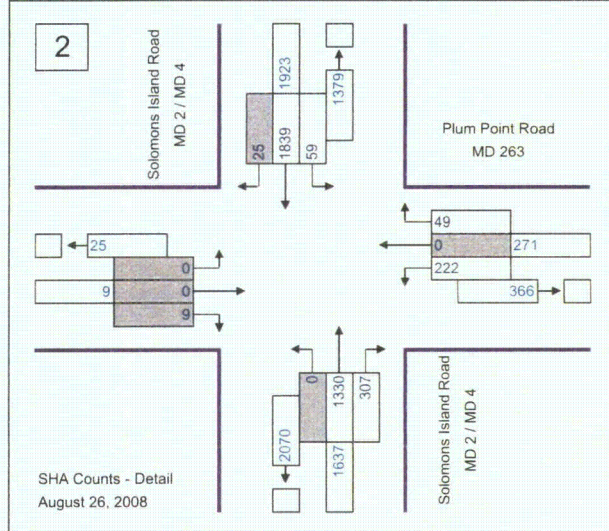 2
Solomons Island Road
MD 2 / MD 4
1923
1379
25
1839
59
Plum Point Road
MD 263
25
0
9
0
9
49
0
271
222
366
0
1330
307
2070
1637
Solomons Island Road
MD 2 / MD 4
SHA Counts - Detail
August 26, 2008